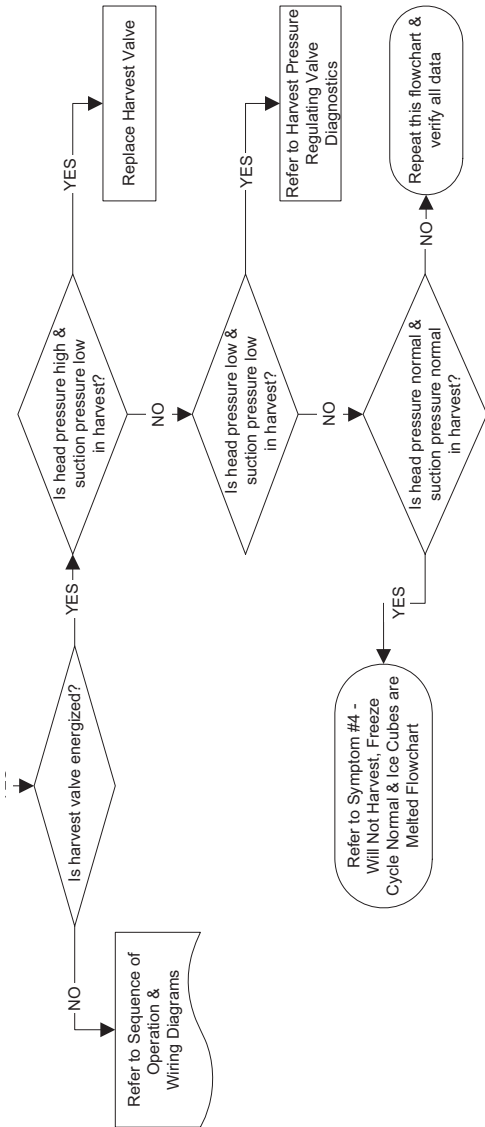 Is harvest valve energized?
NO
Refer to Sequence of
Operation &
Wiring Diagrams
YES
Is head pressure high &
suction pressure low
in harvest?
YES
Replace Harvest Valve
NO
Is head pressure low &
suction pressure low
in harvest?
YES
Refer to Harvest Pressure
Regulating Valve
Diagnostics
NO
Is head pressure normal &
suction pressure normal
in harvest?
NO
Repeat this flowchart &
verify all data
YES
Refer to Symptom #4 -
Will Not Harvest, Freeze
Cycle Normal & Ice Cubes are
Melted Flowchart